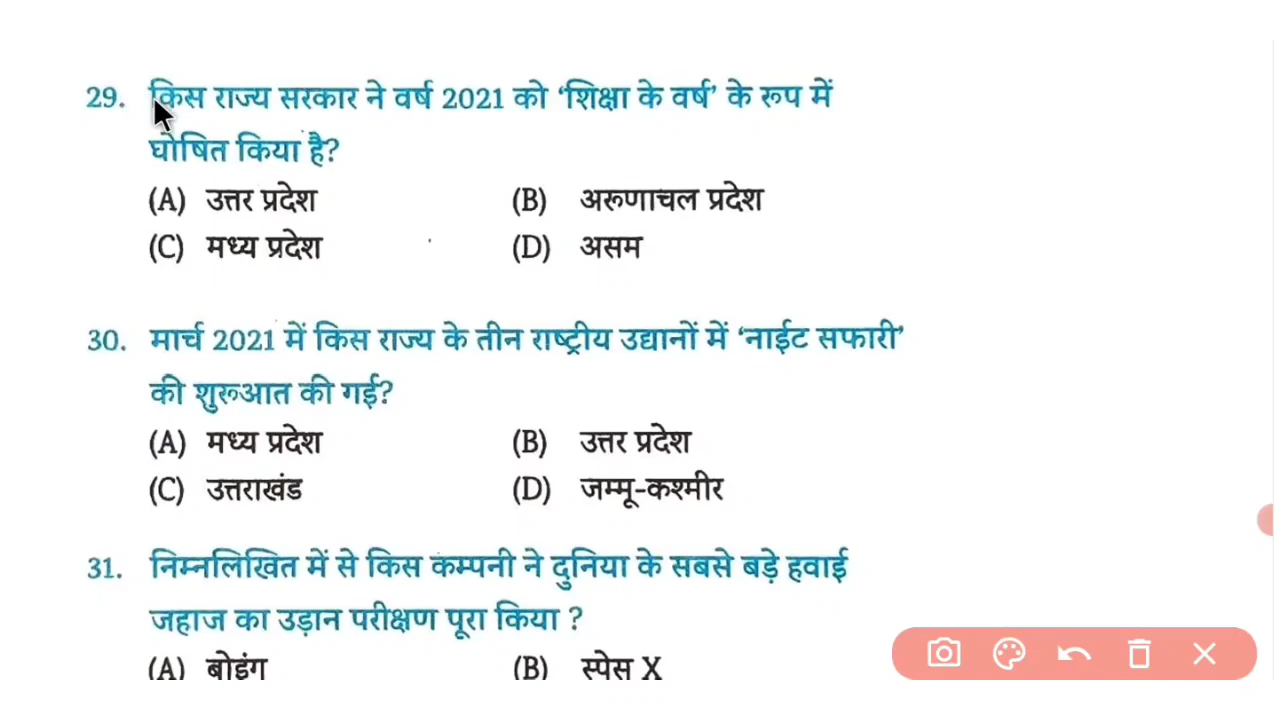 29. किस राज्य सरकार ने वर्ष 2021 को ‘शिक्षा के वर्ष’ के रूप में
घोषित किया है?
(A) उत्तर प्रदेश (B) अरूणाचल प्रदेश
(C) मध्य प्रदेश (D) असम
30. मार्च 2021 में किस राज्य के तीन राष्ट्रीय उद्यानों में ‘नाईट सफारी’
की शुरूआत की गई?
(A) मध्य प्रदेश (B) उत्तर प्रदेश
(C) उत्तराखंड (D) जम्मू-कश्मीर
31. निम्नलिखित में से किस कम्पनी ने दुनिया के सबसे बड़े हवाई
जहाज का उड़ान परीक्षण पूरा किया ?
(A) बोइंग (B) स्पेस X